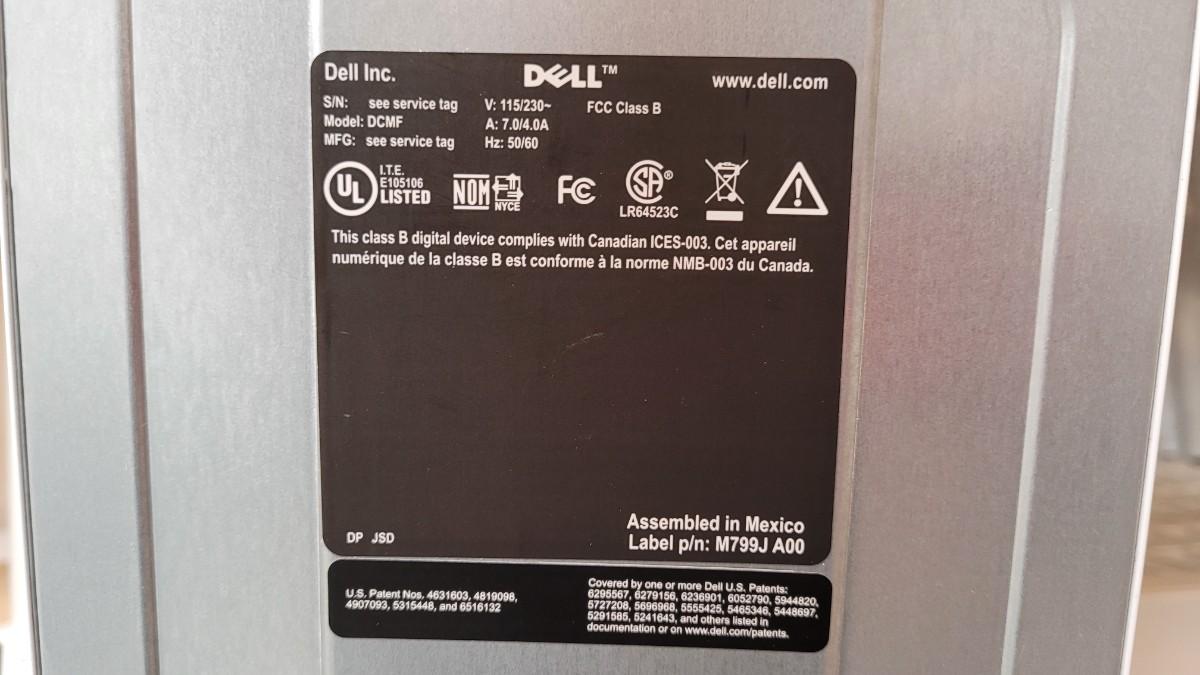 Dell Inc. DELL™ www.dell.com
S/N: see service tag V: 115/230~ FCC Class B
Model: DCMF A: 7.0/4.0A
MFG: see service tag Hz: 50/60
UL I.T.E. E105106 LISTED NOM NYCE FC SA® LR64523C
This class B digital device complies with Canadian ICES-003. Cet appareil
numérique de la classe B est conforme à la norme NMB-003 du Canada.
Assembled in Mexico
DP JSD Label p/n: M799J A00
U.S. Patent Nos. 4631603, 4819098,
4907093, 5315448, and 6516132
Covered by one or more Dell U.S. Patents:
6295567, 6279156, 6236901, 6052790, 5944820,
5727208, 5696968, 5555425, 5465346, 5448697,
5291585, 5241643, and others listed in
documentation or on www.dell.com/patents.